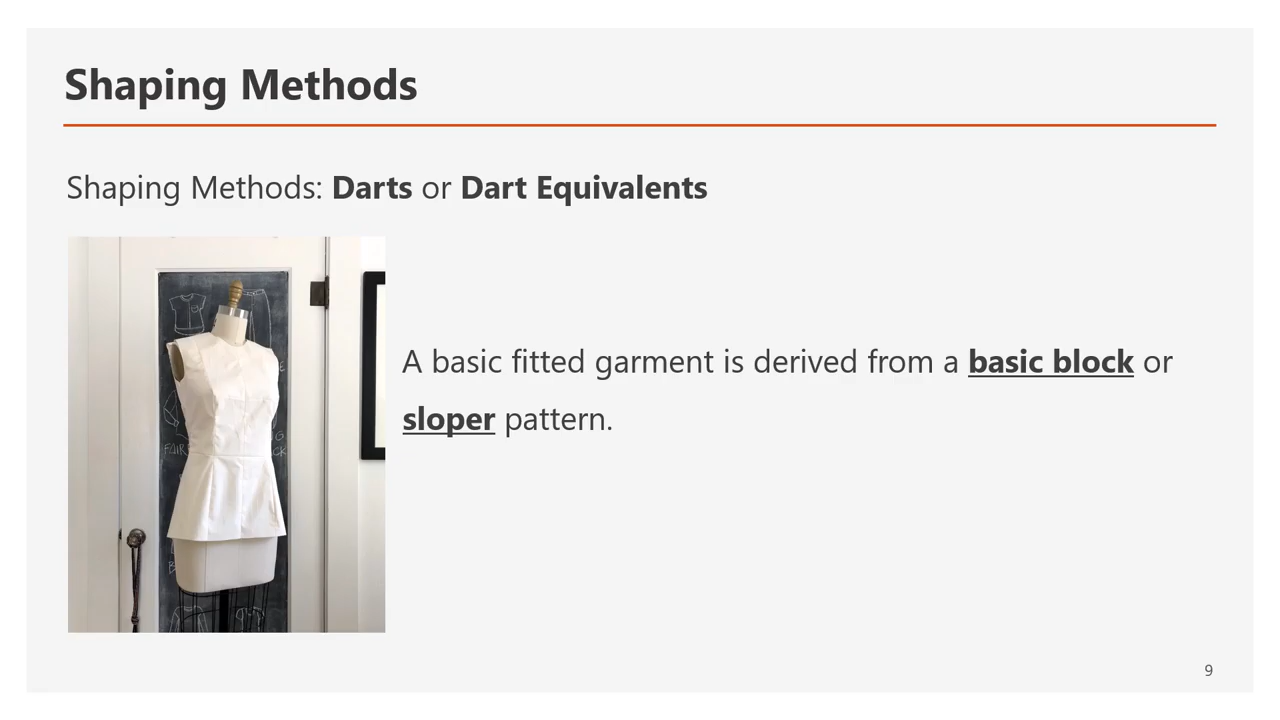 Shaping Methods
Shaping Methods: Darts or Dart Equivalents
A basic fitted garment is derived from a basic block or
sloper pattern.
9